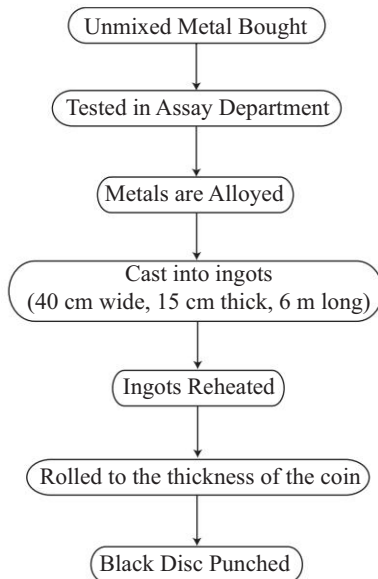 Unmixed Metal Bought
Tested in Assay Department
Metals are Alloyed
Cast into ingots
(40 cm wide, 15 cm thick, 6 m long)
Ingots Reheated
Rolled to the thickness of the coin
Black Disc Punched